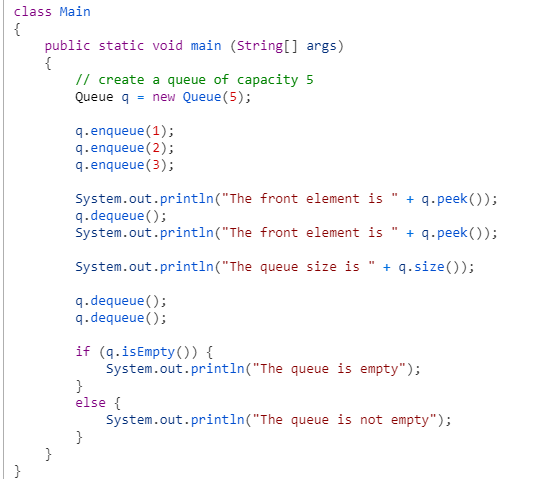 class Main
{
    public static void main (String[] args)
    {
        // create a queue of capacity 5
        Queue q = new Queue(5);

        q.enqueue(1);
        q.enqueue(2);
        q.enqueue(3);

        System.out.println("The front element is " + q.peek());
        q.dequeue();
        System.out.println("The front element is " + q.peek());

        System.out.println("The queue size is " + q.size());

        q.dequeue();
        q.dequeue();

        if (q.isEmpty()) {
            System.out.println("The queue is empty");
        }
        else {
            System.out.println("The queue is not empty");
        }
    }
}